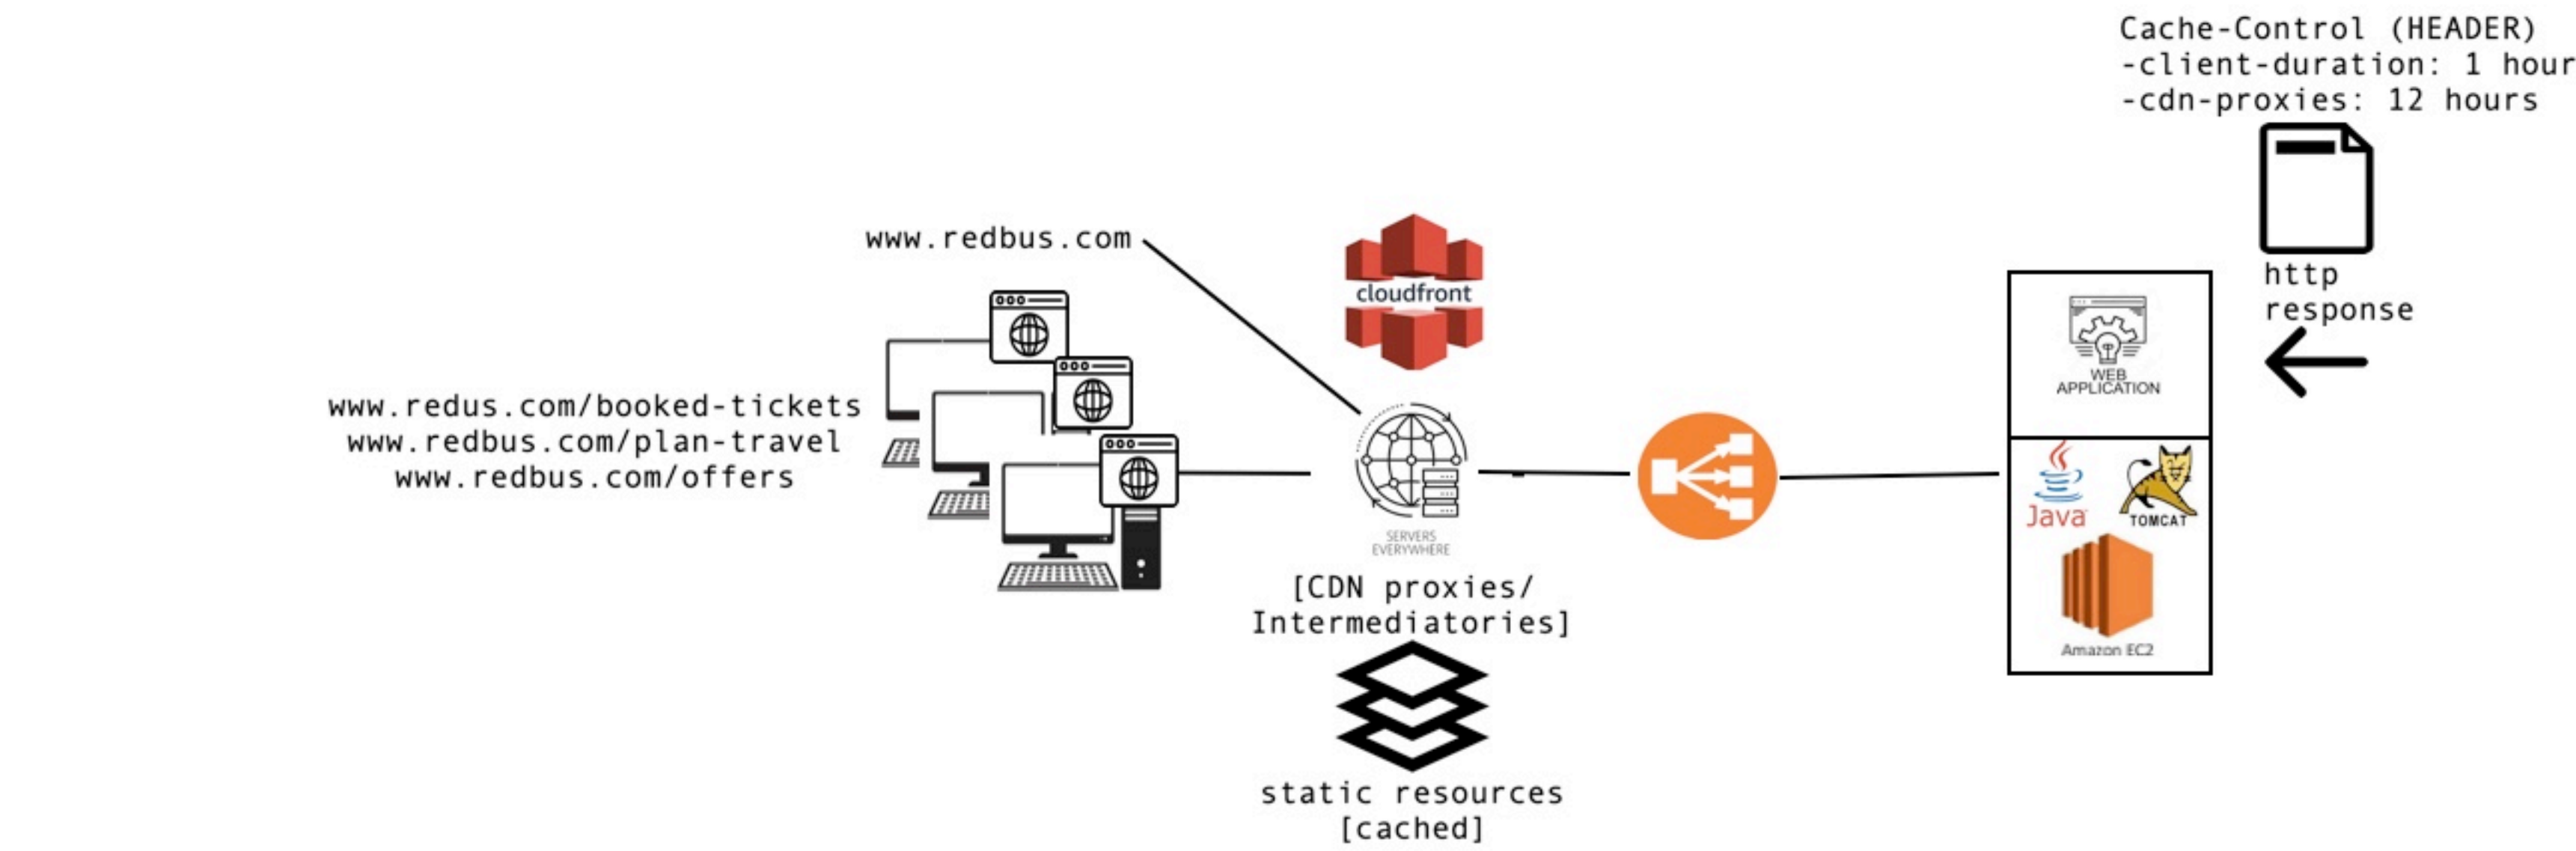 Cache-Control (HEADER)
-client-duration: 1 hour
-cdn-proxies: 12 hours
http
response
www.redbus.com
cloudfront
www.redus.com/booked-tickets
www.redbus.com/plan-travel
www.redbus.com/offers
SERVERS
EVERYWHERE
[CDN proxies/
Intermediatories]
static resources
[cached]
WEB
APPLICATION
Java
TOMCAT
Amazon EC2